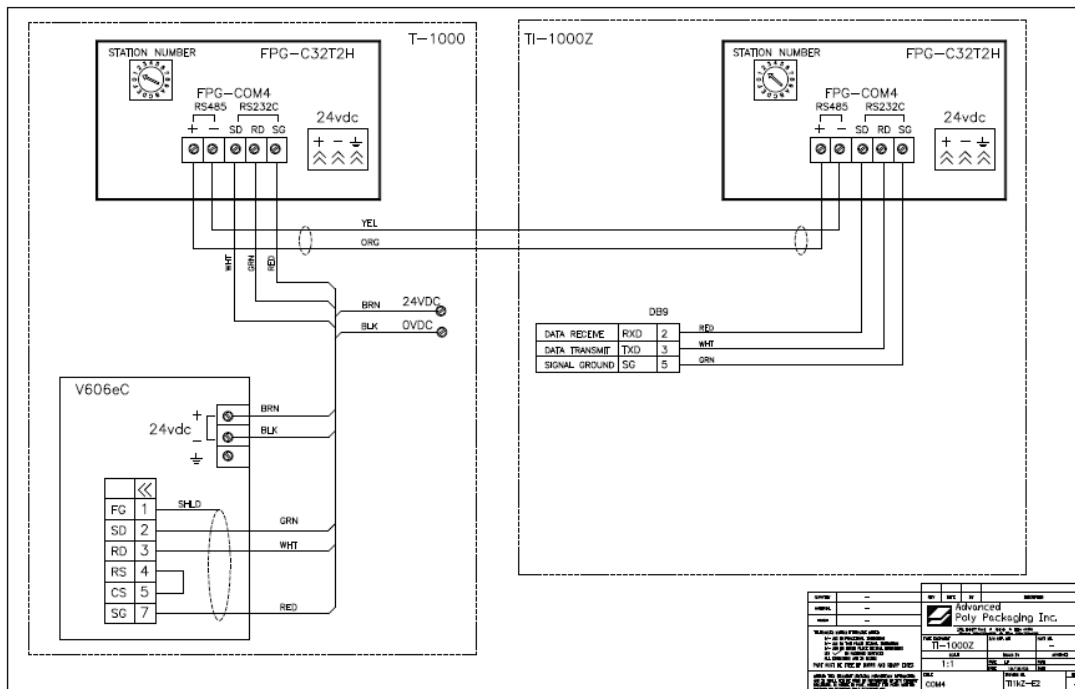 T-1000
STATION NUMBER
FPG-C32T2H
FPG-COM4
RS485 RS232C
24vdc
+ - SD RD SG
+ -
TI-1000Z
STATION NUMBER
FPG-C32T2H
FPG-COM4
RS485 RS232C
24vdc
+ - SD RD SG
+ -
YEL
ORG
WHT
GRN
RED
BRN 24VDC
BLK 0VDC
DB9
DATA RECEIVE RXD 2 RED
DATA TRANSMIT TXD 3 WHT
SIGNAL GROUND SG 5 GRN
V606eC
24vdc
+
-
BRN
BLK
FG 1 SHLD
SD 2 GRN
RD 3 WHT
RS 4
CS 5
SG 7 RED
Advanced
Poly Packaging Inc.
TI-1000Z
1:1
COM4
TI1KZ-E2